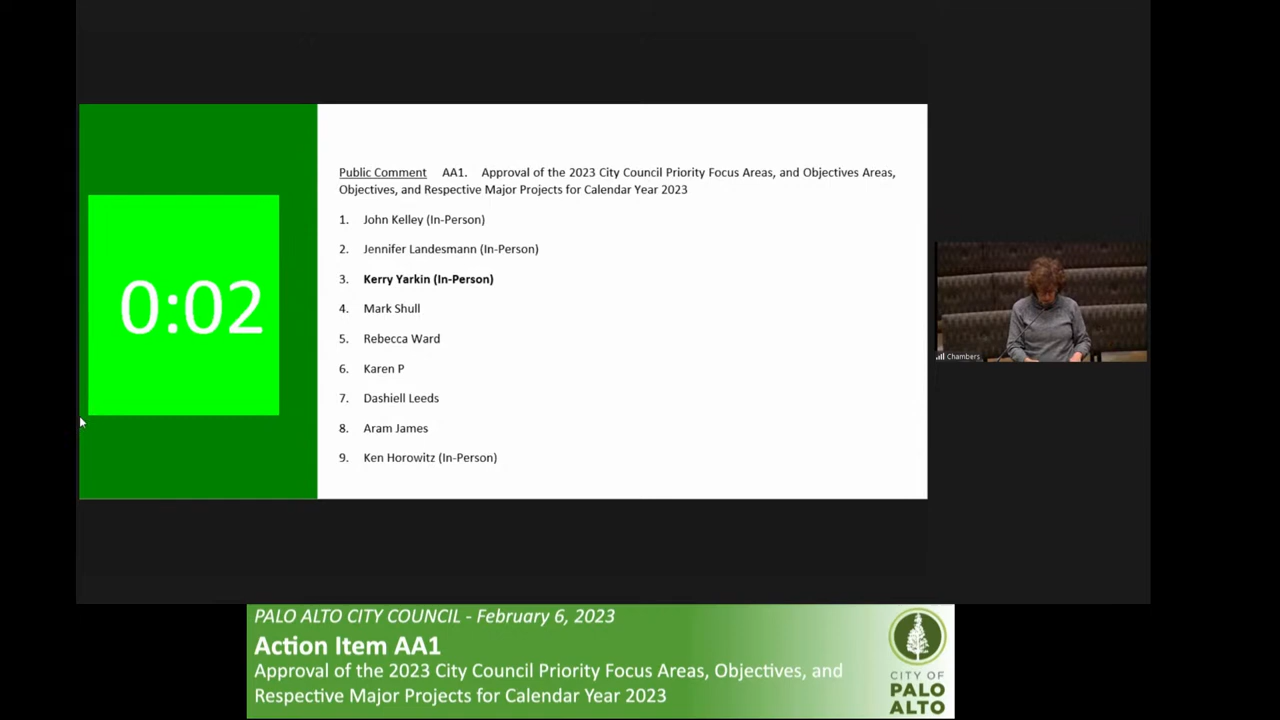 0:02
Public Comment AA1. Approval of the 2023 City Council Priority Focus Areas, and Objectives Areas,
Objectives, and Respective Major Projects for Calendar Year 2023
1. John Kelley (In-Person)
2. Jennifer Landesmann (In-Person)
3. Kerry Yarkin (In-Person)
4. Mark Shull
5. Rebecca Ward
6. Karen P
7. Dashiell Leeds
8. Aram James
9. Ken Horowitz (In-Person)
Chambers
PALO ALTO CITY COUNCIL - February 6, 2023
Action Item AA1
Approval of the 2023 City Council Priority Focus Areas, Objectives, and
Respective Major Projects for Calendar Year 2023
CITY OF
PALO
ALTO